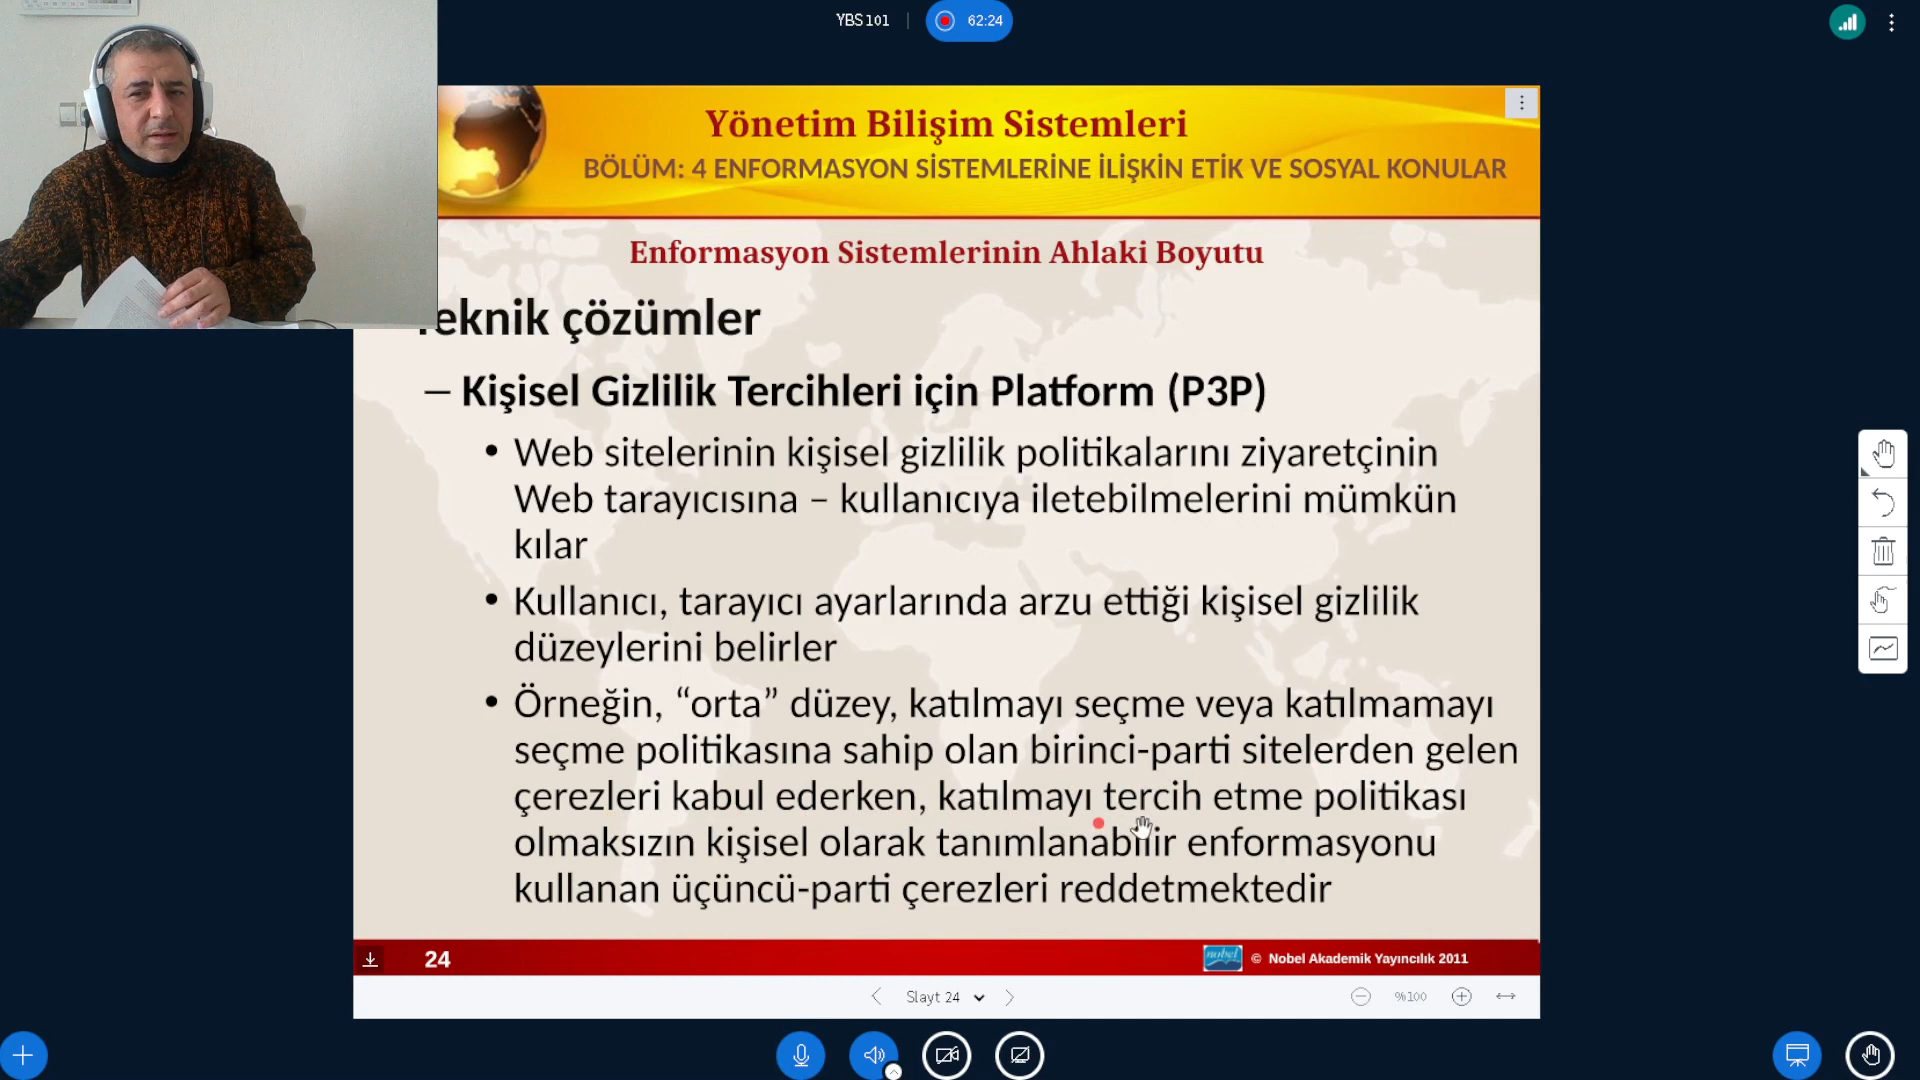 YBS 101
62:24
Yönetim Bilişim Sistemleri
BÖLÜM: 4 ENFORMASYON SİSTEMLERİNE İLİŞKİN ETİK VE SOSYAL KONULAR
Enformasyon Sistemlerinin Ahlaki Boyutu
Teknik çözümler
– Kişisel Gizlilik Tercihleri için Platform (P3P)
• Web sitelerinin kişisel gizlilik politikalarını ziyaretçinin
Web tarayıcısına – kullanıcıya iletebilmelerini mümkün
kılar
• Kullanıcı, tarayıcı ayarlarında arzu ettiği kişisel gizlilik
düzeylerini belirler
• Örneğin, “orta” düzey, katılmayı seçme veya katılmamayı
seçme politikasına sahip olan birinci-parti sitelerden gelen
çerezleri kabul ederken, katılmayı tercih etme politikası
olmaksızın kişisel olarak tanımlanabilir enformasyonu
kullanan üçüncü-parti çerezleri reddetmektedir
24
nobel
© Nobel Akademik Yayıncılık 2011
Slayt 24
%100